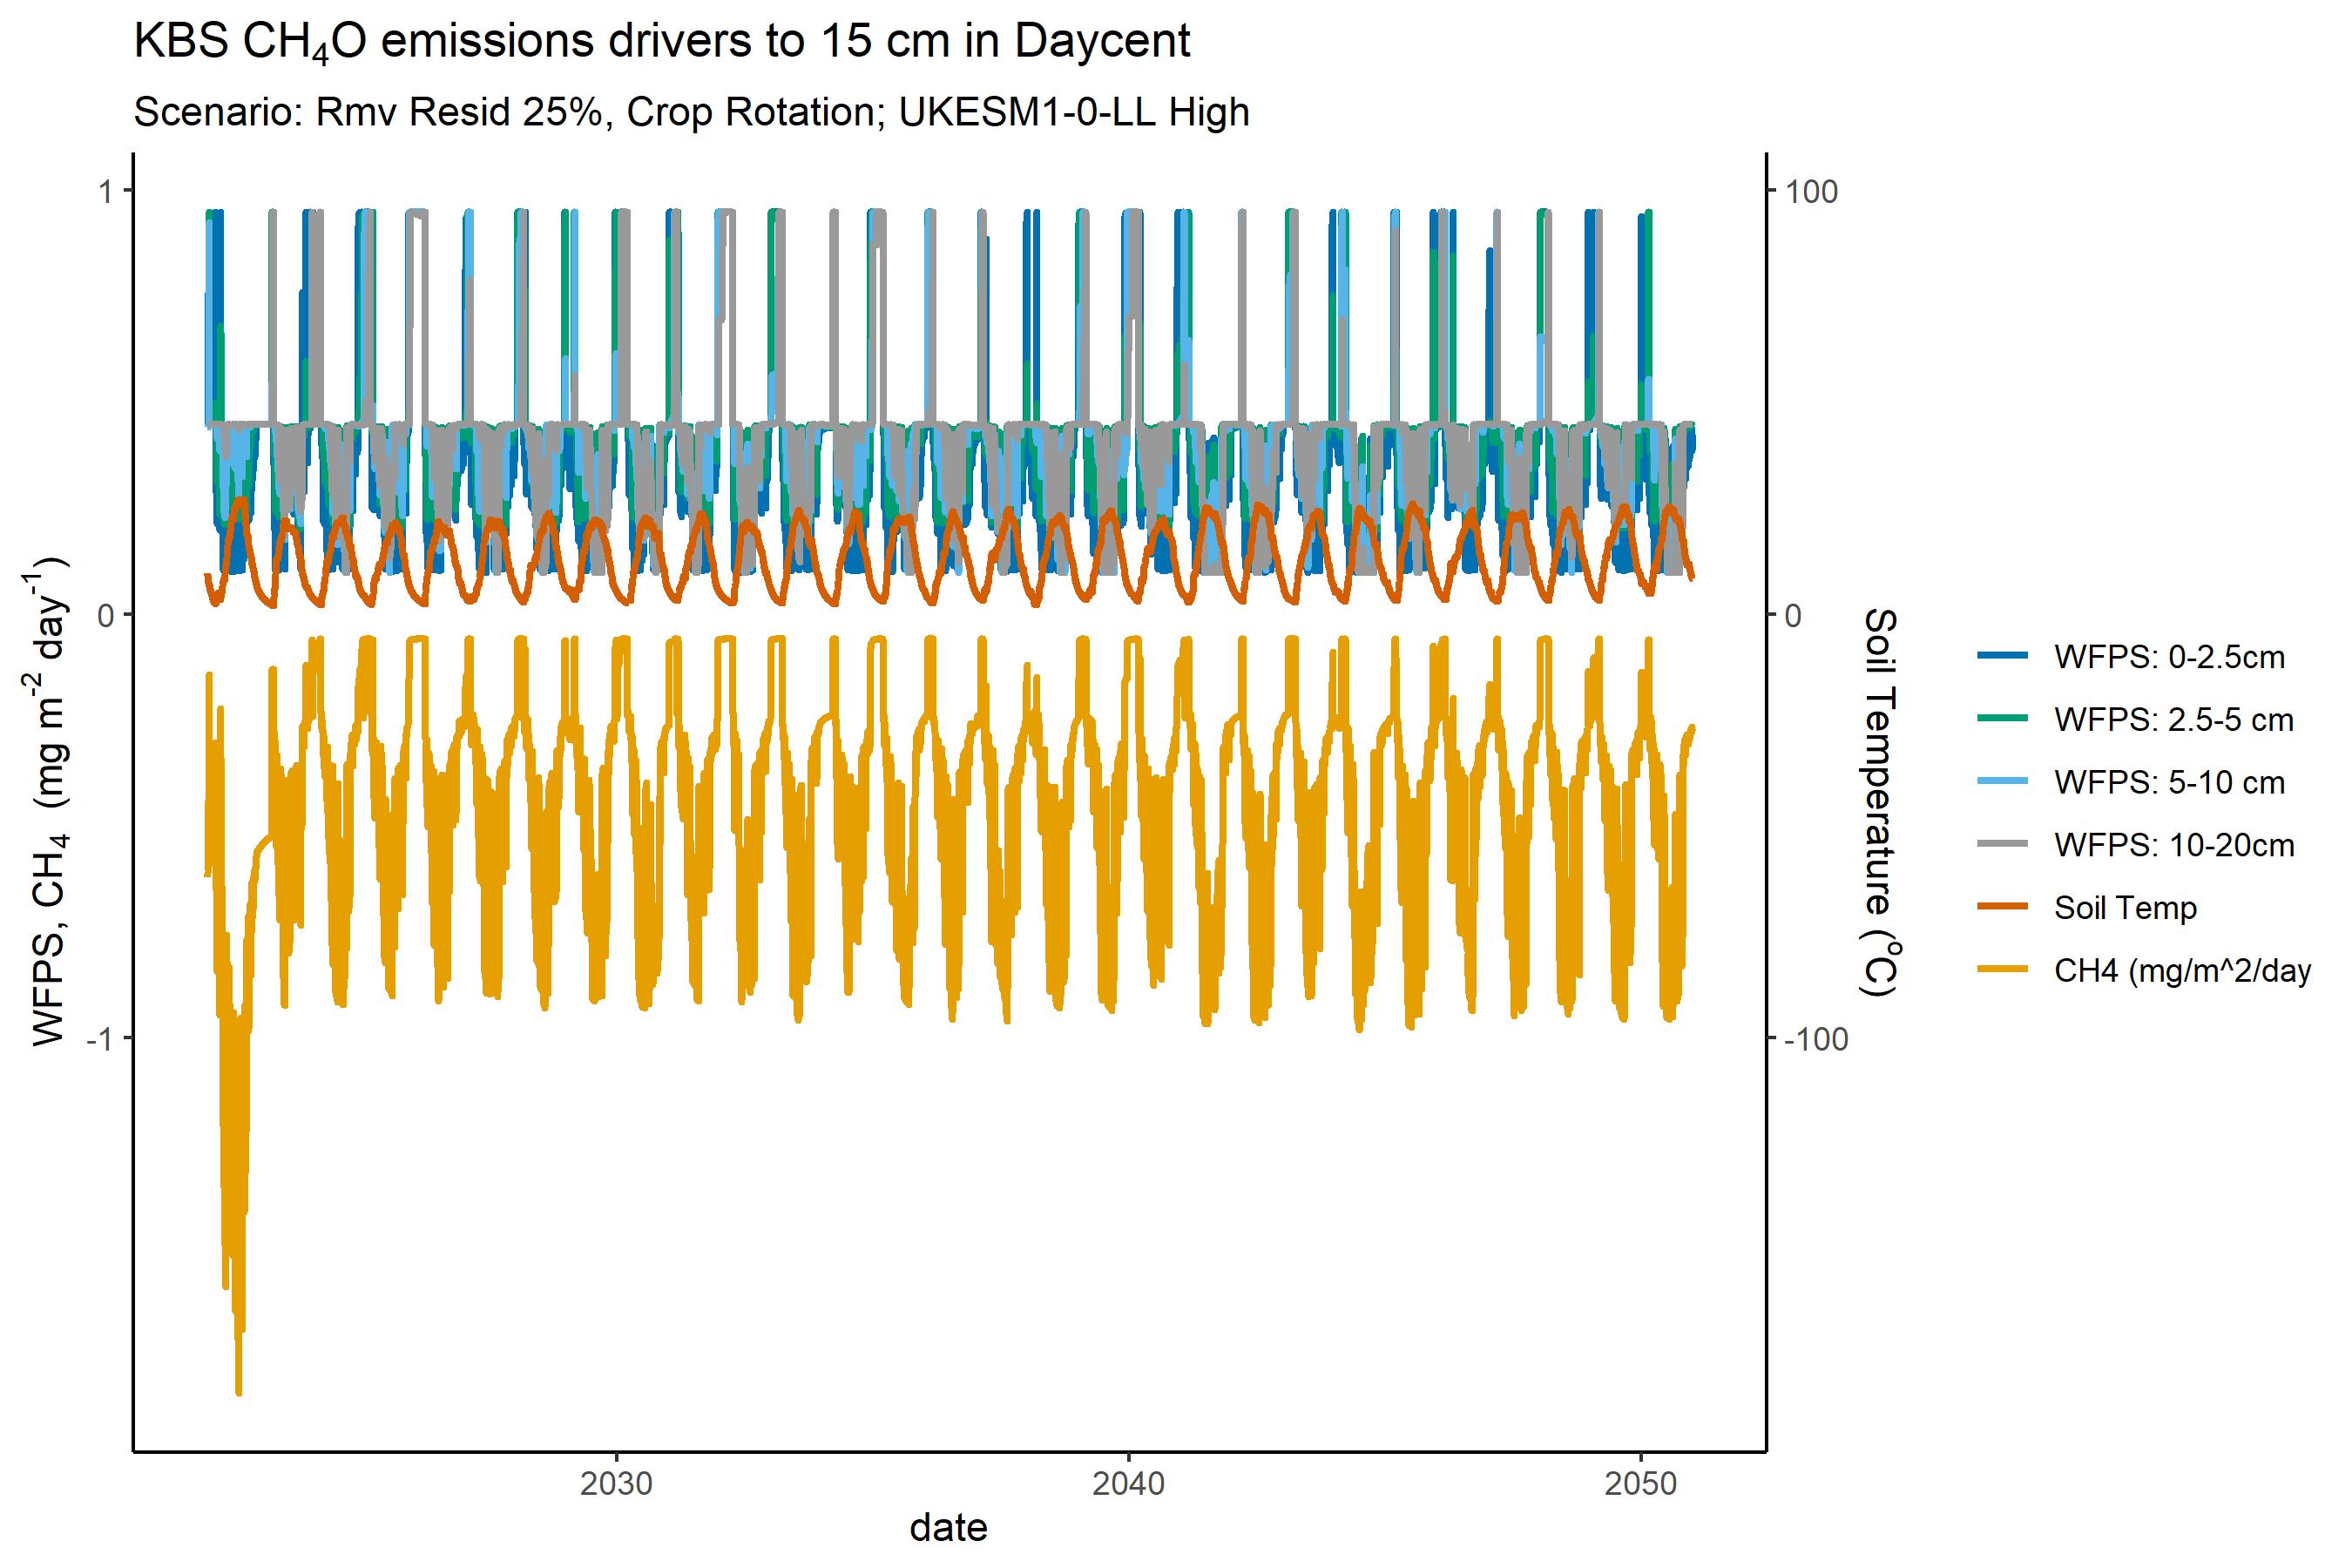 KBS CH₄O emissions drivers to 15 cm in Daycent
Scenario: Rmv Resid 25%, Crop Rotation; UKESM1-0-LL High
1
0
-1
WFPS, CH₄ (mg m⁻² day⁻¹)
100
0
-100
Soil Temperature (°C)
2030
2040
2050
date
WFPS: 0-2.5cm
WFPS: 2.5-5 cm
WFPS: 5-10 cm
WFPS: 10-20cm
Soil Temp
CH4 (mg/m^2/day